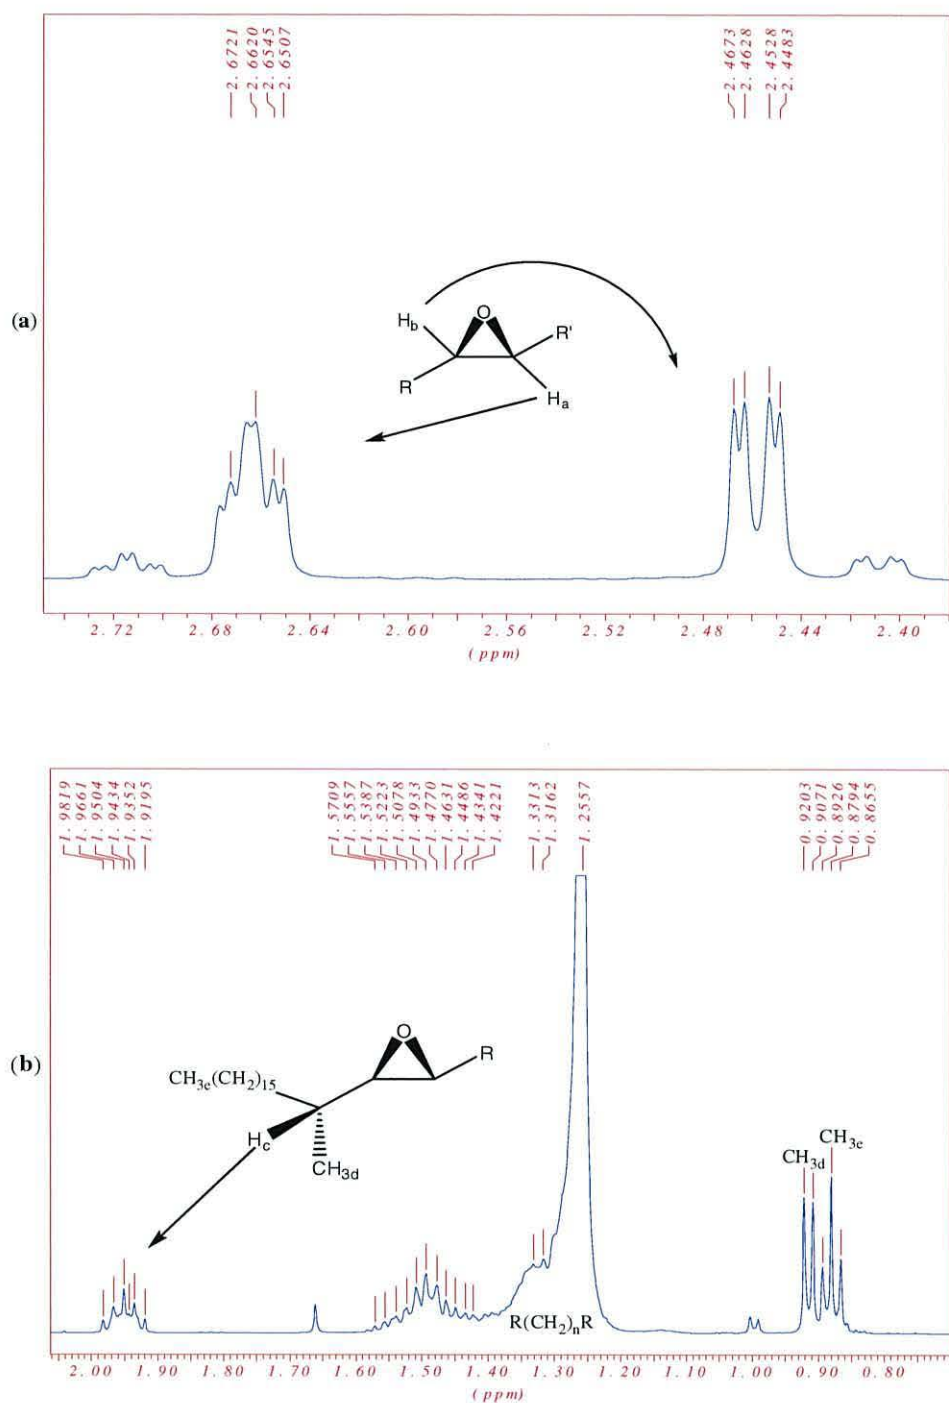 2.6721
2.6620
2.6545
2.6507
2.4673
2.4628
2.4528
2.4483
(a)
Hb
O
R'
R
Ha
2.72 2.68 2.64 2.60 2.56 2.52 2.48 2.44 2.40
(ppm)
1.9819
1.9661
1.9504
1.9434
1.9352
1.9195
1.5709
1.5557
1.5387
1.5223
1.5078
1.4933
1.4770
1.4631
1.4486
1.4341
1.4221
1.3313
1.3162
1.2557
0.9203
0.9071
0.8926
0.8794
0.8655
(b)
O
R
CH3e(CH2)15
Hc
CH3d
CH3d
CH3e
R(CH2)nR
2.00 1.90 1.80 1.70 1.60 1.50 1.40 1.30 1.20 1.10 1.00 0.90 0.80
(ppm)